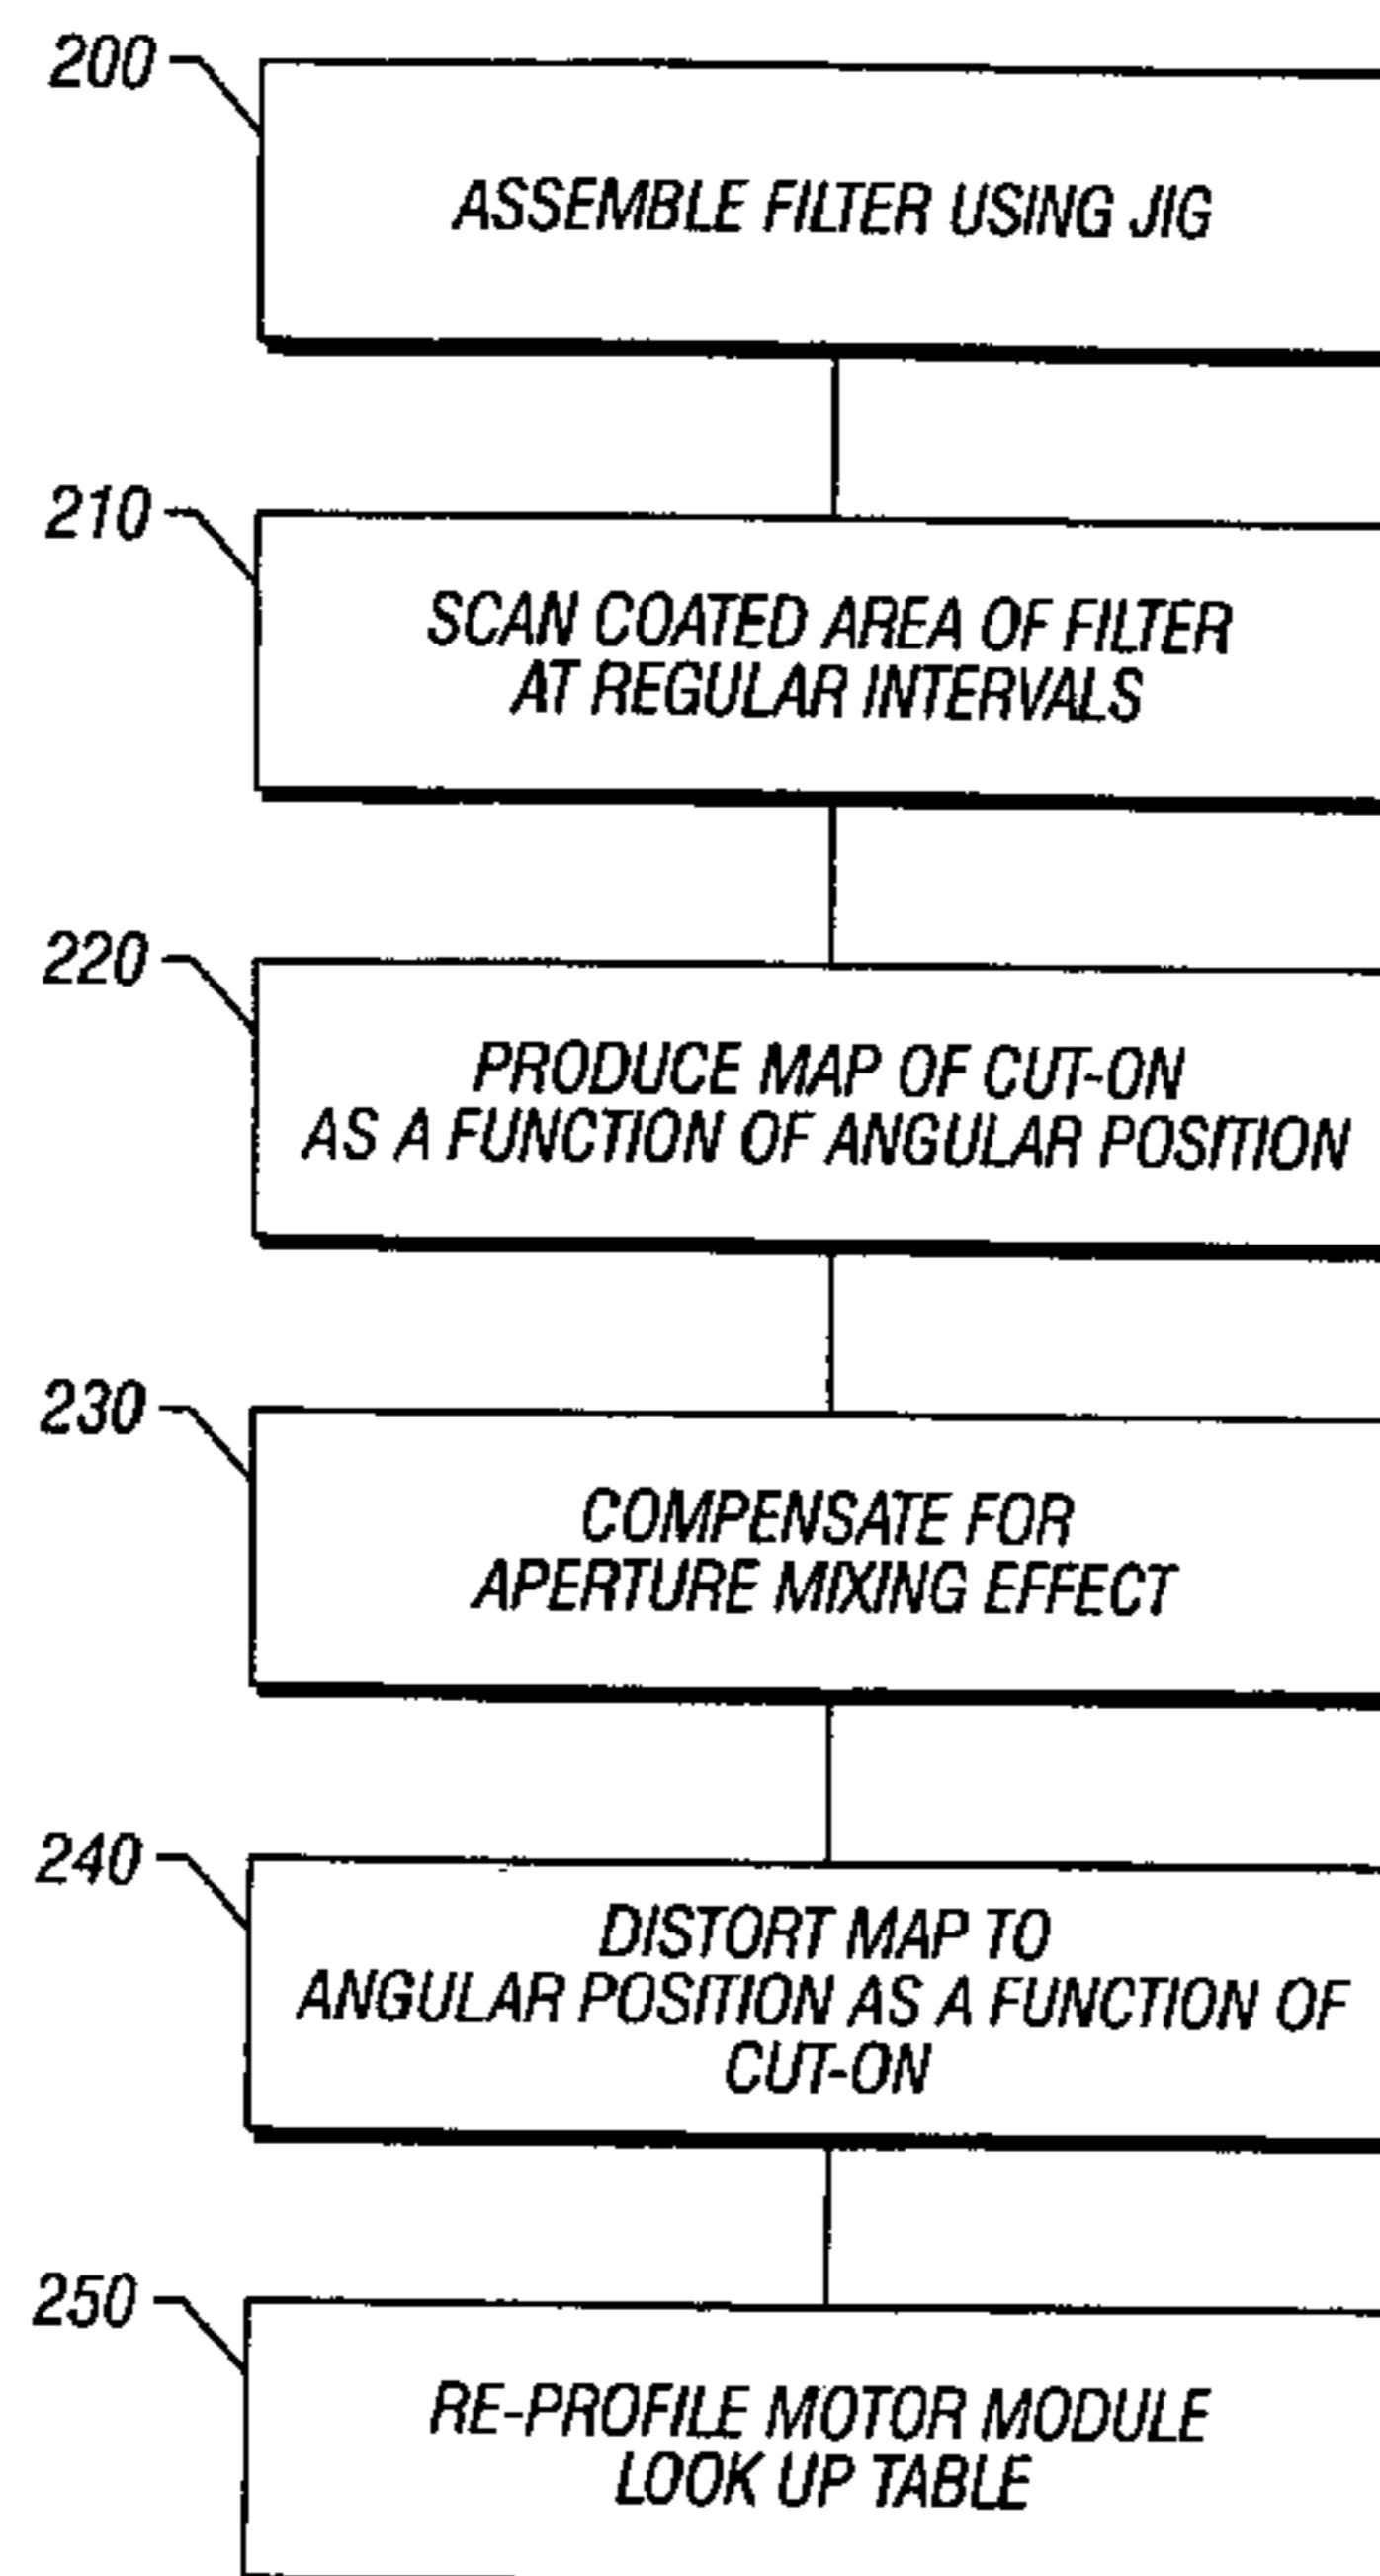 200
ASSEMBLE FILTER USING JIG
210
SCAN COATED AREA OF FILTER
AT REGULAR INTERVALS
220
PRODUCE MAP OF CUT-ON
AS A FUNCTION OF ANGULAR POSITION
230
COMPENSATE FOR
APERTURE MIXING EFFECT
240
DISTORT MAP TO
ANGULAR POSITION AS A FUNCTION OF
CUT-ON
250
RE-PROFILE MOTOR MODULE
LOOK UP TABLE